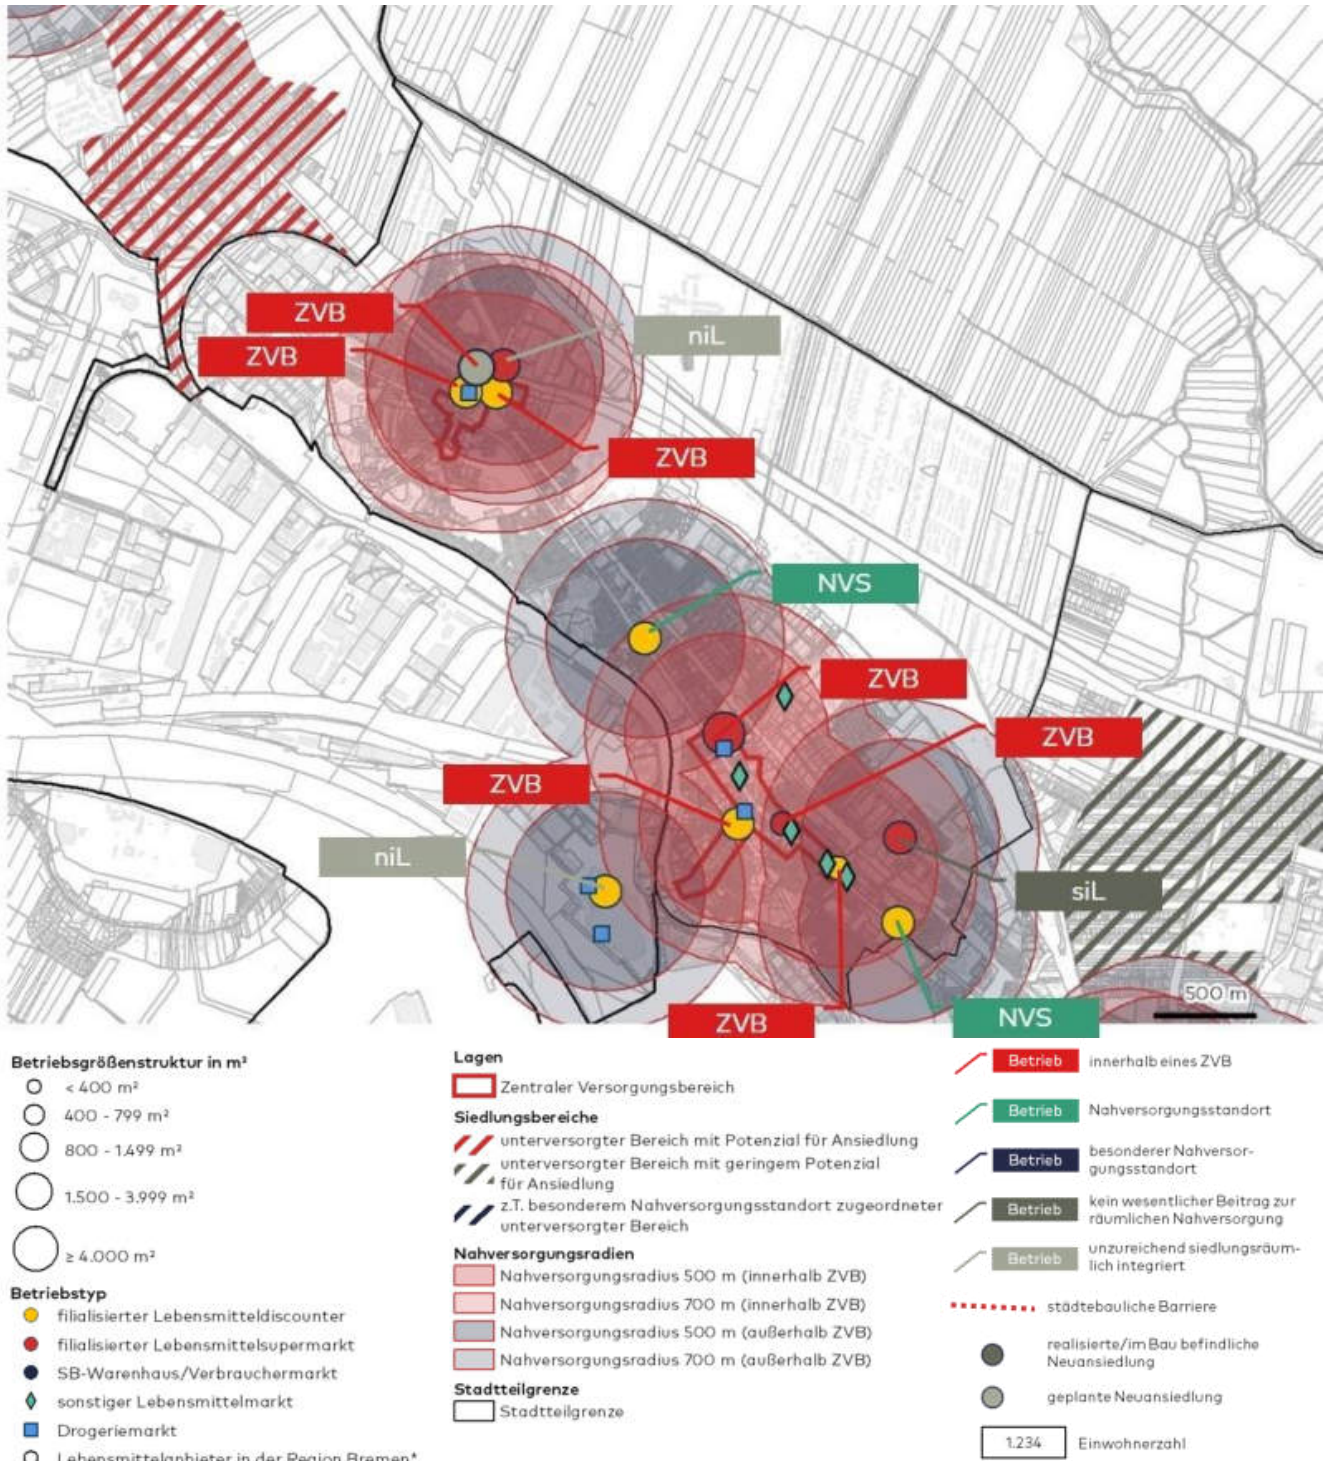 ZVB
niL
ZVB
ZVB
NVS
ZVB
ZVB
ZVB
niL
siL
500 m
ZVB
NVS
Betriebsgrößenstruktur in m²
< 400 m²
400 - 799 m²
800 - 1.499 m²
1.500 - 3.999 m²
≥ 4.000 m²
Betriebstyp
filialisierter Lebensmitteldiscounter
filialisierter Lebensmittelsupermarkt
SB-Warenhaus/Verbrauchermarkt
sonstiger Lebensmittelmarkt
Drogeriemarkt
Lebensmittelanbieter in der Region Bremen*
Lagen
Zentraler Versorgungsbereich
Siedlungsbereiche
unterversorgter Bereich mit Potenzial für Ansiedlung
unterversorgter Bereich mit geringem Potenzial
für Ansiedlung
z.T. besonderem Nahversorgungsstandort zugeordneter
unterversorgter Bereich
Nahversorgungsradien
Nahversorgungsradius 500 m (innerhalb ZVB)
Nahversorgungsradius 700 m (innerhalb ZVB)
Nahversorgungsradius 500 m (außerhalb ZVB)
Nahversorgungsradius 700 m (außerhalb ZVB)
Stadtteilgrenze
Stadtteilgrenze
Betrieb innerhalb eines ZVB
Betrieb Nahversorgungsstandort
Betrieb besonderer Nahversor-
gungsstandort
Betrieb kein wesentlicher Beitrag zur
räumlichen Nahversorgung
Betrieb unzureichend siedlungsräum-
lich integriert
städtebauliche Barriere
realisierte/im Bau befindliche
Neuansiedlung
geplante Neuansiedlung
1.234 Einwohnerzahl